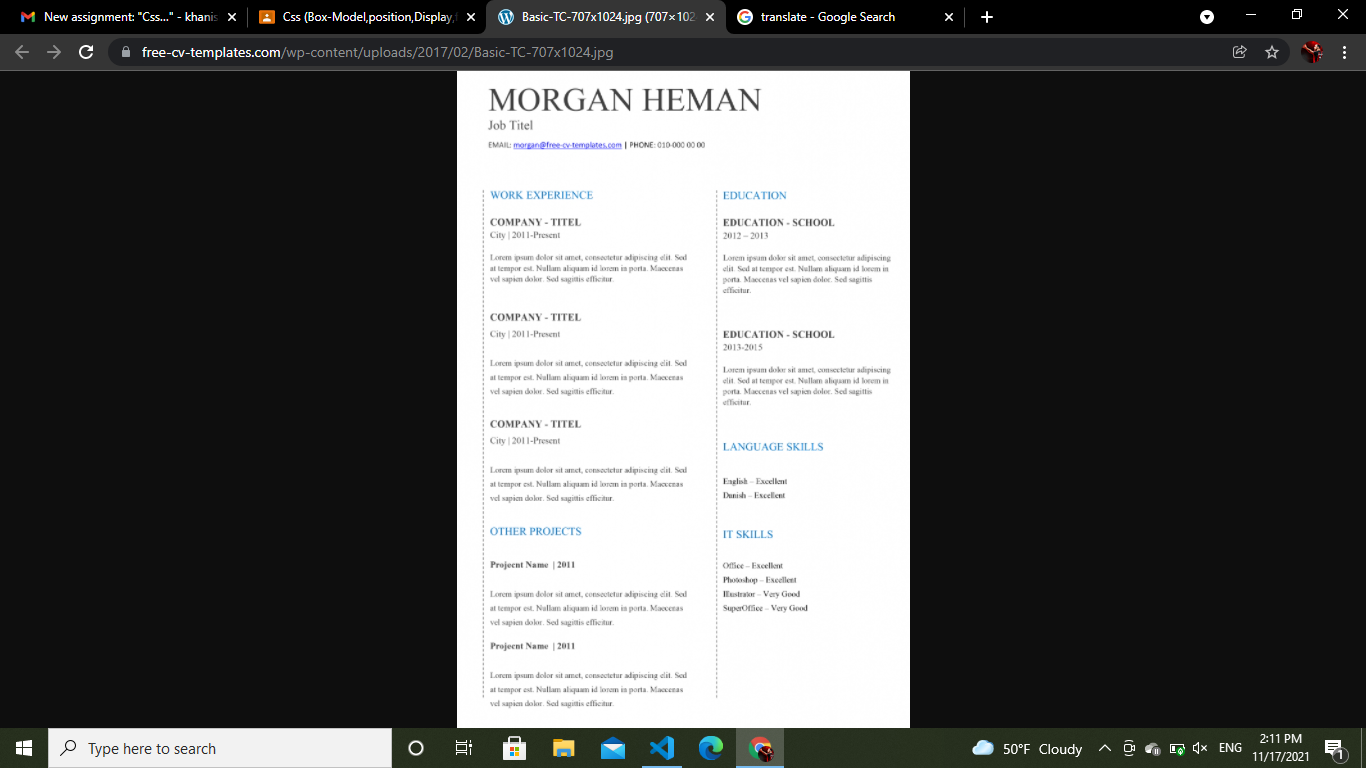 New assignment: "Css..." - khanis
Css (Box-Model,position,Display,f
Basic-TC-707x1024.jpg (707×102
translate - Google Search
free-cv-templates.com/wp-content/uploads/2017/02/Basic-TC-707x1024.jpg
MORGAN HEMAN
Job Titel
EMAIL: morgan@free-cv-templates.com | PHONE: 010-000 00 00
WORK EXPERIENCE
COMPANY - TITEL
City | 2011-Present
Lorem ipsum dolor sit amet, consectetur adipiscing elit. Sed
at tempor est. Nullam aliquam id lorem in porta. Maecenas
vel sapien dolor. Sed sagittis efficitur.
COMPANY - TITEL
City | 2011-Present
Lorem ipsum dolor sit amet, consectetur adipiscing elit. Sed
at tempor est. Nullam aliquam id lorem in porta. Maecenas
vel sapien dolor. Sed sagittis efficitur.
COMPANY - TITEL
City | 2011-Present
Lorem ipsum dolor sit amet, consectetur adipiscing elit. Sed
at tempor est. Nullam aliquam id lorem in porta. Maecenas
vel sapien dolor. Sed sagittis efficitur.
OTHER PROJECTS
Projecnt Name | 2011
Lorem ipsum dolor sit amet, consectetur adipiscing elit. Sed
at tempor est. Nullam aliquam id lorem in porta. Maecenas
vel sapien dolor. Sed sagittis efficitur.
Projecnt Name | 2011
Lorem ipsum dolor sit amet, consectetur adipiscing elit. Sed
at tempor est. Nullam aliquam id lorem in porta. Maecenas
vel sapien dolor. Sed sagittis efficitur.
EDUCATION
EDUCATION - SCHOOL
2012 – 2013
Lorem ipsum dolor sit amet, consectetur adipiscing
elit. Sed at tempor est. Nullam aliquam id lorem in
porta. Maecenas vel sapien dolor. Sed sagittis
efficitur.
EDUCATION - SCHOOL
2013-2015
Lorem ipsum dolor sit amet, consectetur adipiscing
elit. Sed at tempor est. Nullam aliquam id lorem in
porta. Maecenas vel sapien dolor. Sed sagittis
efficitur.
LANGUAGE SKILLS
English – Excellent
Danish – Excellent
IT SKILLS
Office – Excellent
Photoshop – Excellent
Illustrator – Very Good
SuperOffice – Very Good
Type here to search
50°F Cloudy
ENG
2:11 PM
11/17/2021
1